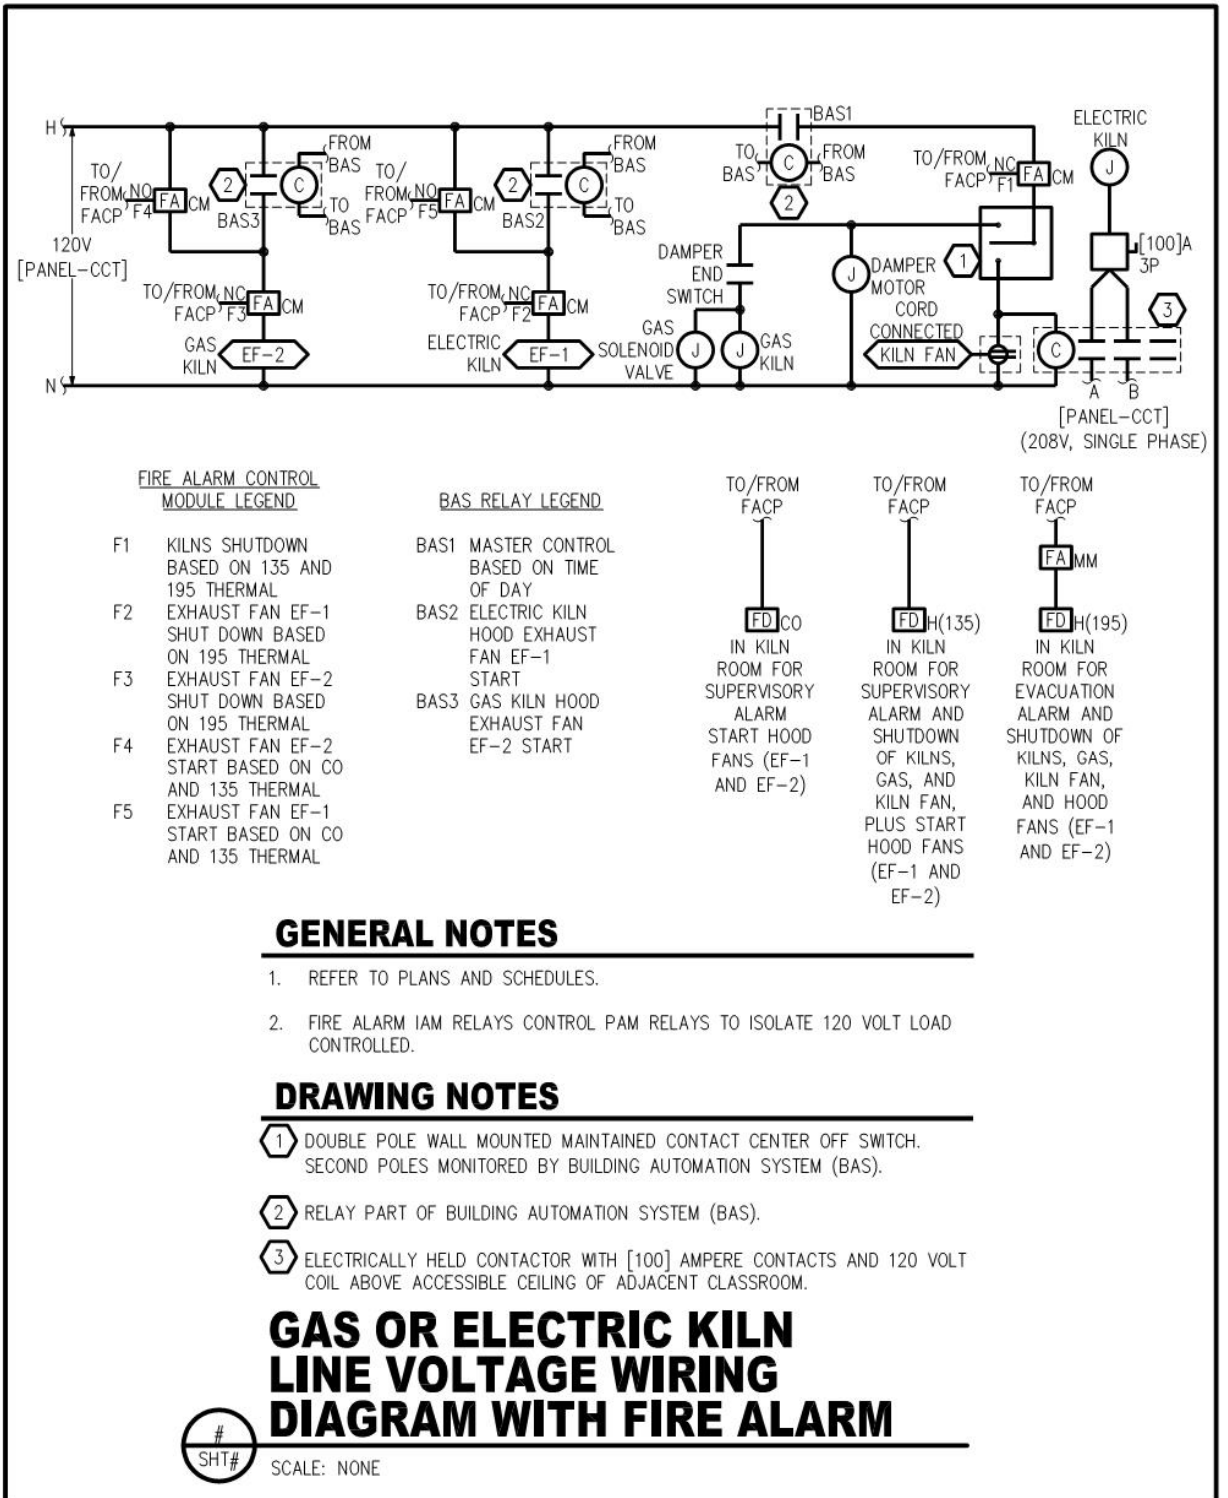 H
120V
[PANEL-CCT]
N
TO/
FROM
FACP
NO
F4
FA
CM
2
BAS3
C
FROM
BAS
TO
BAS
TO/FROM
FACP
NC
F3
FA
CM
GAS
KILN
EF-2
TO/
FROM
FACP
NO
F5
FA
CM
2
BAS2
C
FROM
BAS
TO
BAS
TO/FROM
FACP
NC
F2
FA
CM
ELECTRIC
KILN
EF-1
BAS1
TO
BAS
C
FROM
BAS
2
TO/FROM
FACP
NC
F1
FA
CM
1
DAMPER
END
SWITCH
GAS
SOLENOID
VALVE
J
J
GAS
KILN
J
DAMPER
MOTOR
CORD
CONNECTED
KILN FAN
C
ELECTRIC
KILN
J
[100]A
3P
3
A
B
[PANEL-CCT]
(208V, SINGLE PHASE)
FIRE ALARM CONTROL
MODULE LEGEND
F1 KILNS SHUTDOWN
BASED ON 135 AND
195 THERMAL
F2 EXHAUST FAN EF-1
SHUT DOWN BASED
ON 195 THERMAL
F3 EXHAUST FAN EF-2
SHUT DOWN BASED
ON 195 THERMAL
F4 EXHAUST FAN EF-2
START BASED ON CO
AND 135 THERMAL
F5 EXHAUST FAN EF-1
START BASED ON CO
AND 135 THERMAL
BAS RELAY LEGEND
BAS1 MASTER CONTROL
BASED ON TIME
OF DAY
BAS2 ELECTRIC KILN
HOOD EXHAUST
FAN EF-1
START
BAS3 GAS KILN HOOD
EXHAUST FAN
EF-2 START
TO/FROM
FACP
FD CO
IN KILN
ROOM FOR
SUPERVISORY
ALARM
START HOOD
FANS (EF-1
AND EF-2)
TO/FROM
FACP
FD H(135)
IN KILN
ROOM FOR
SUPERVISORY
ALARM AND
SHUTDOWN
OF KILNS,
GAS, AND
KILN FAN,
PLUS START
HOOD FANS
(EF-1 AND
EF-2)
TO/FROM
FACP
FA MM
FD H(195)
IN KILN
ROOM FOR
EVACUATION
ALARM AND
SHUTDOWN OF
KILNS, GAS,
KILN FAN,
AND HOOD
FANS (EF-1
AND EF-2)
GENERAL NOTES
1. REFER TO PLANS AND SCHEDULES.
2. FIRE ALARM IAM RELAYS CONTROL PAM RELAYS TO ISOLATE 120 VOLT LOAD
CONTROLLED.
DRAWING NOTES
1 DOUBLE POLE WALL MOUNTED MAINTAINED CONTACT CENTER OFF SWITCH.
SECOND POLES MONITORED BY BUILDING AUTOMATION SYSTEM (BAS).
2 RELAY PART OF BUILDING AUTOMATION SYSTEM (BAS).
3 ELECTRICALLY HELD CONTACTOR WITH [100] AMPERE CONTACTS AND 120 VOLT
COIL ABOVE ACCESSIBLE CEILING OF ADJACENT CLASSROOM.
GAS OR ELECTRIC KILN
LINE VOLTAGE WIRING
DIAGRAM WITH FIRE ALARM
#
SHT#
SCALE: NONE